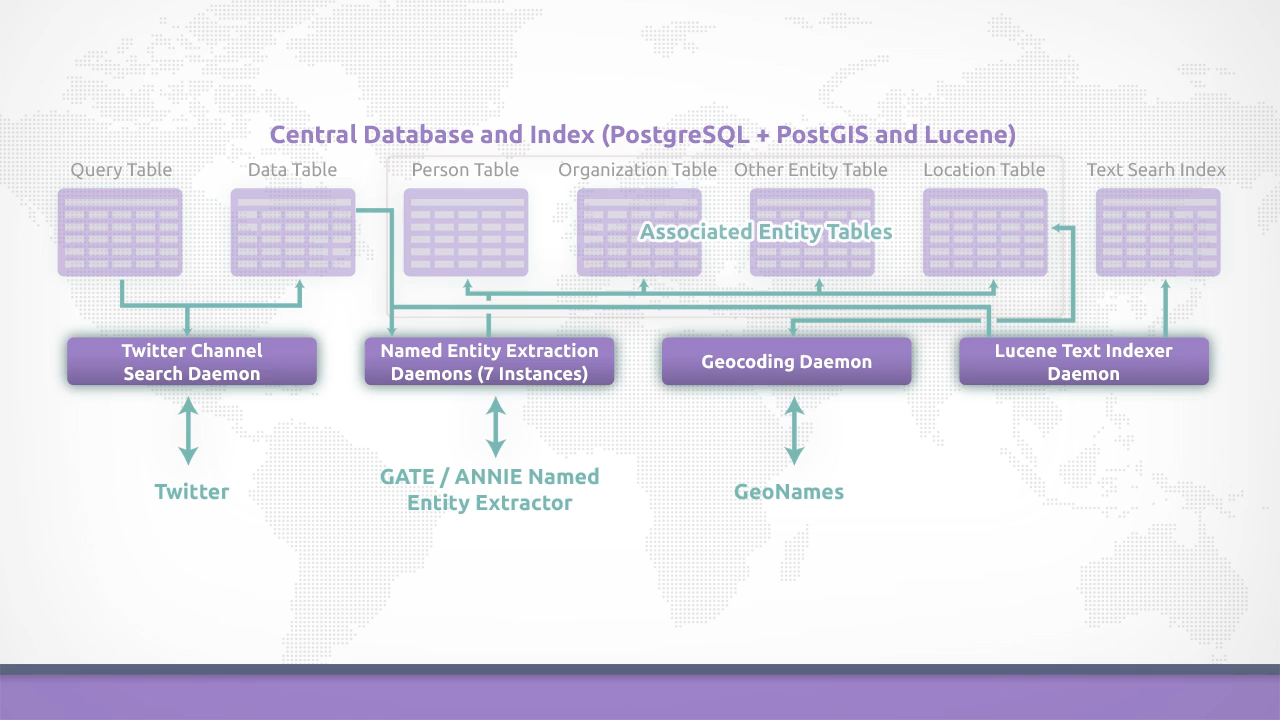 Central Database and Index (PostgreSQL + PostGIS and Lucene)
Query Table
Data Table
Person Table
Organization Table
Other Entity Table
Location Table
Text Searh Index
Associated Entity Tables
Twitter Channel
Search Daemon
Named Entity Extraction
Daemons (7 Instances)
Geocoding Daemon
Lucene Text Indexer
Daemon
Twitter
GATE / ANNIE Named
Entity Extractor
GeoNames